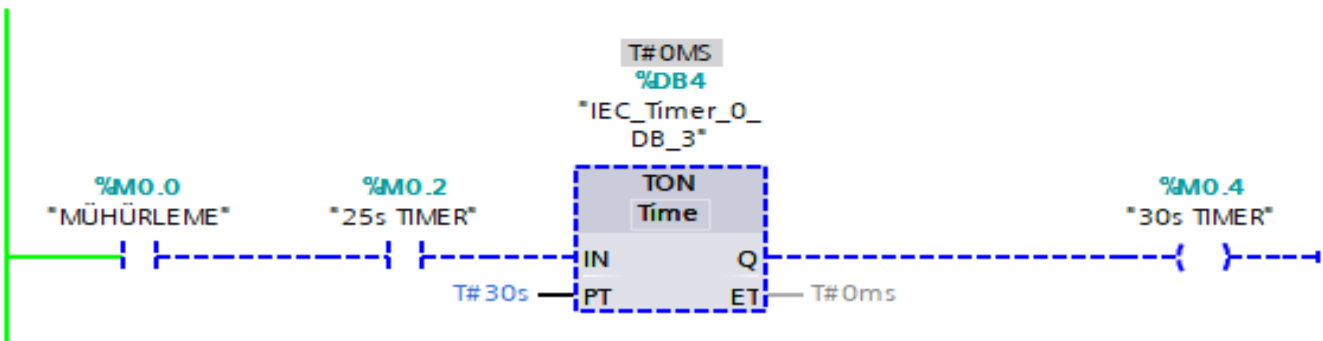 T#0MS
%DB4
"IEC_Timer_0_
DB_3"
%M0.0
"MÜHÜRLEME"
%M0.2
"25s TIMER"
TON
Time
%M0.4
"30s TIMER"
IN
Q
T#30s
PT
ET
T#0ms